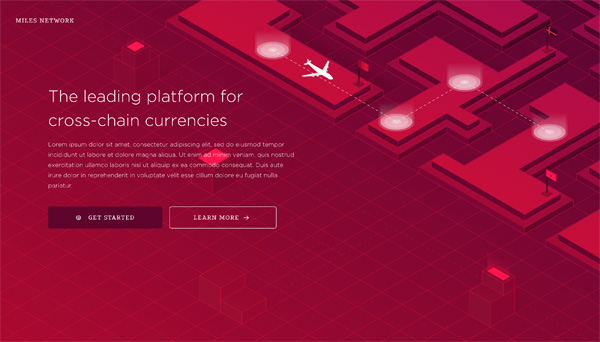 MILES NETWORK
The leading platform for
cross-chain currencies
Lorem ipsum dolor sit amet, consectetur adipiscing elit, sed do eiusmod tempor
incididunt ut labore et dolore magna aliqua. Ut enim ad minim veniam, quis nostrud
exercitation ullamco laboris nisi ut aliquip ex ea commodo consequat. Duis aute
irure dolor in reprehenderit in voluptate velit esse cillum dolore eu fugiat nulla
pariatur
GET STARTED
LEARN MORE →